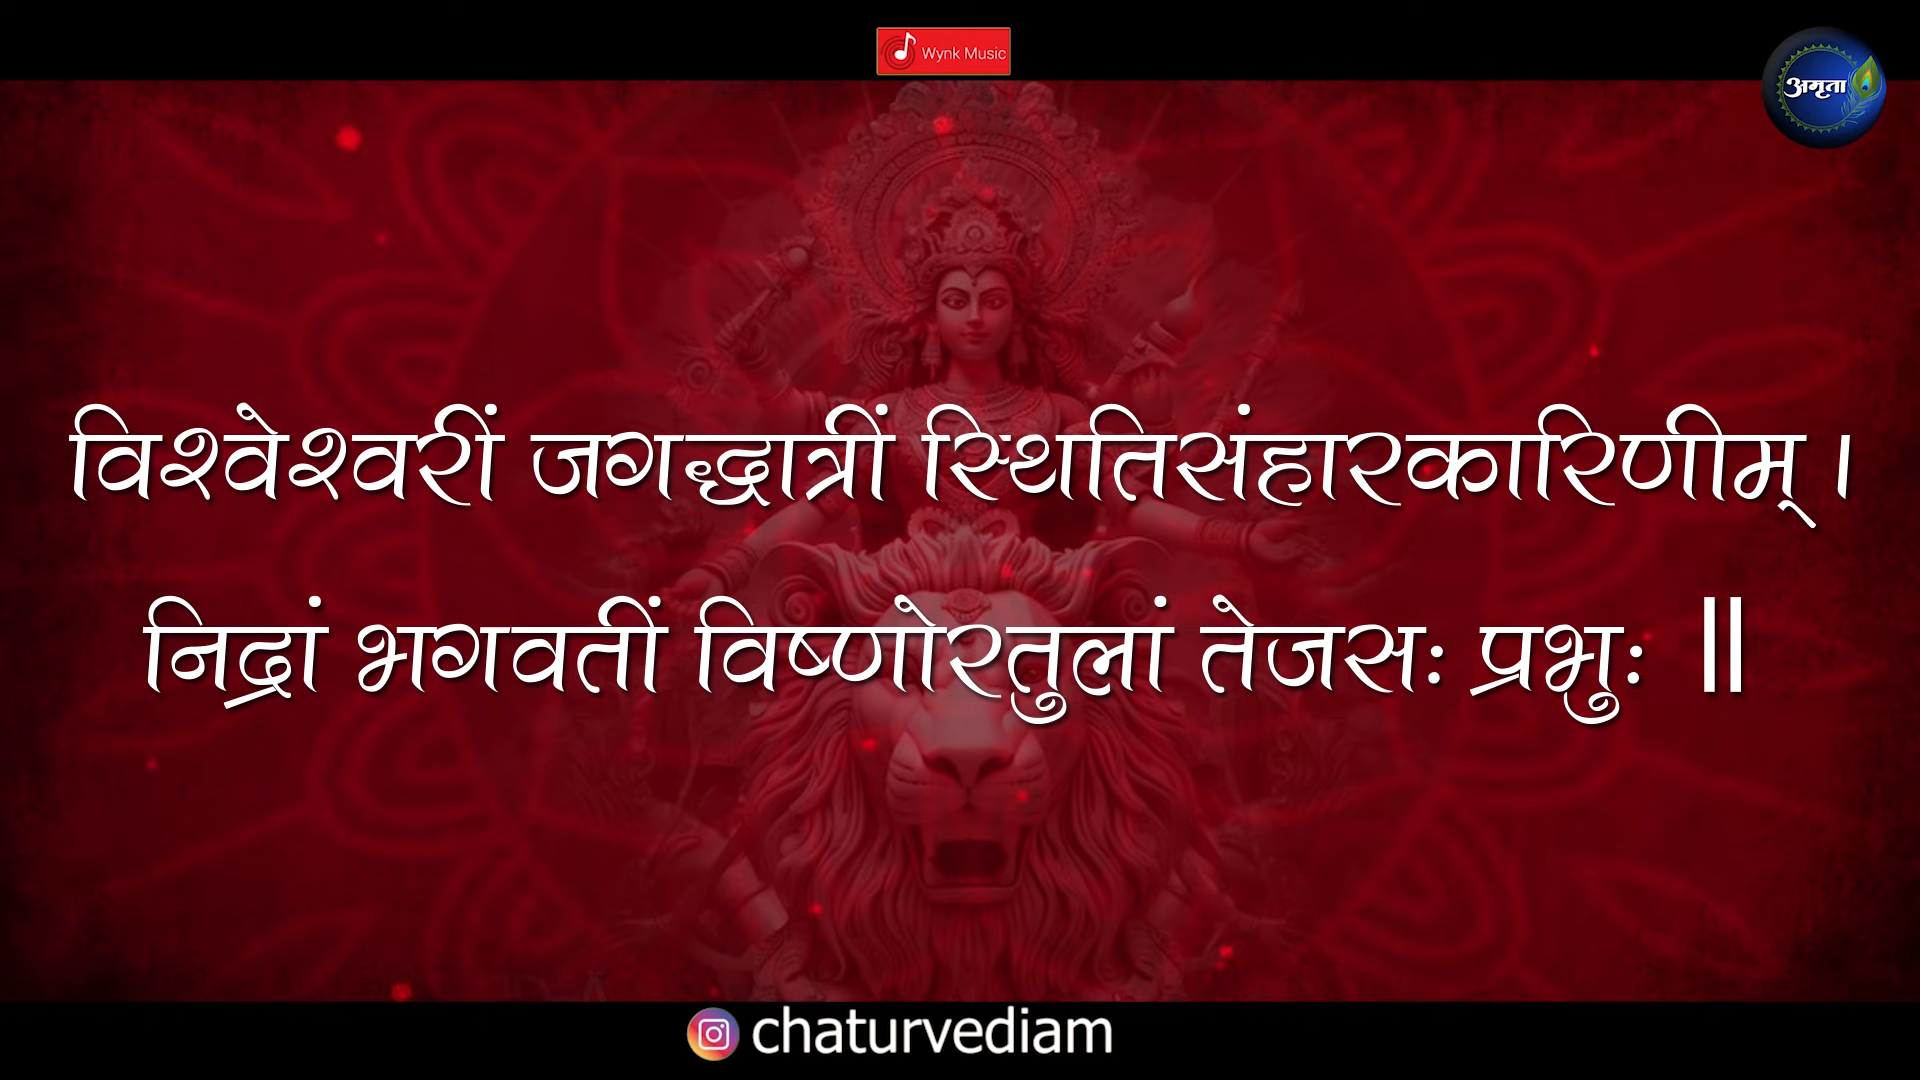 Wynk Music
अमृता
विश्वेश्वरीं जगद्धात्रीं स्थितिसंहारकारिणीम् ।
निद्रां भगवतीं विष्णोरतुलां तेजसः प्रभुः ॥
chaturvediam